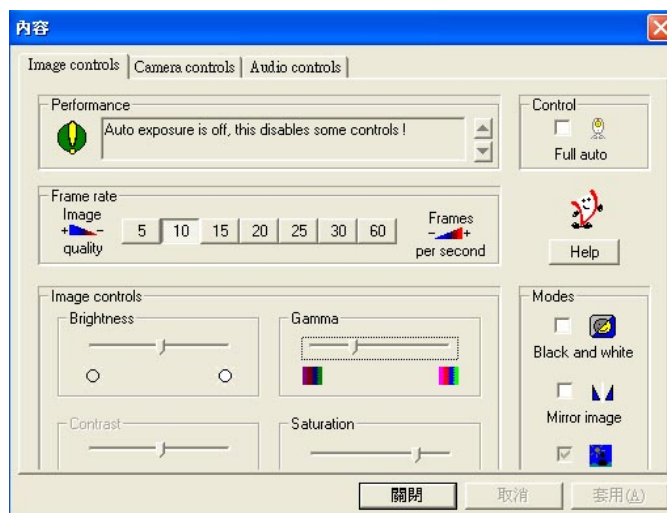 內容
Image controls
Camera controls
Audio controls
Performance
Auto exposure is off, this disables some controls !
Control
Full auto
Frame rate
Image
quality
5 10 15 20 25 30 60
Frames
per second
Help
Image controls
Brightness
Gamma
Modes
Black and white
Mirror image
Contrast
Saturation
關閉
取消
套用(A)